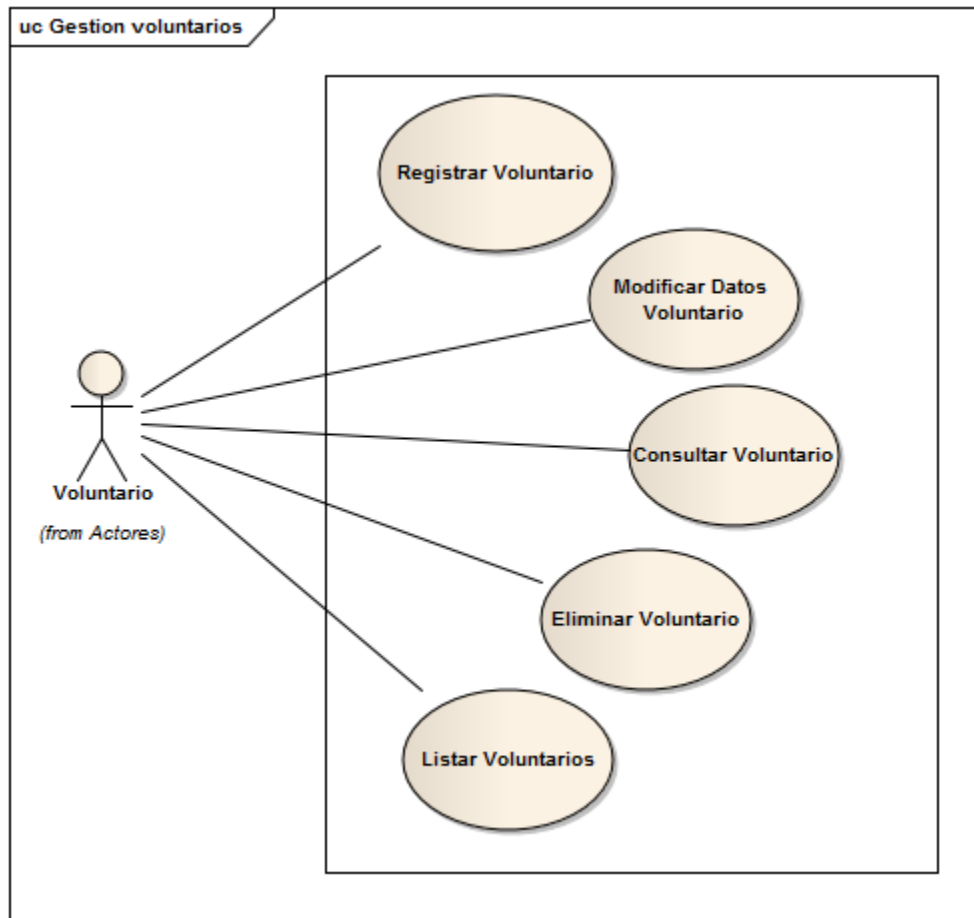 uc Gestion voluntarios
Registrar Voluntario
Modificar Datos
Voluntario
Consultar Voluntario
Voluntario
(from Actores)
Eliminar Voluntario
Listar Voluntarios